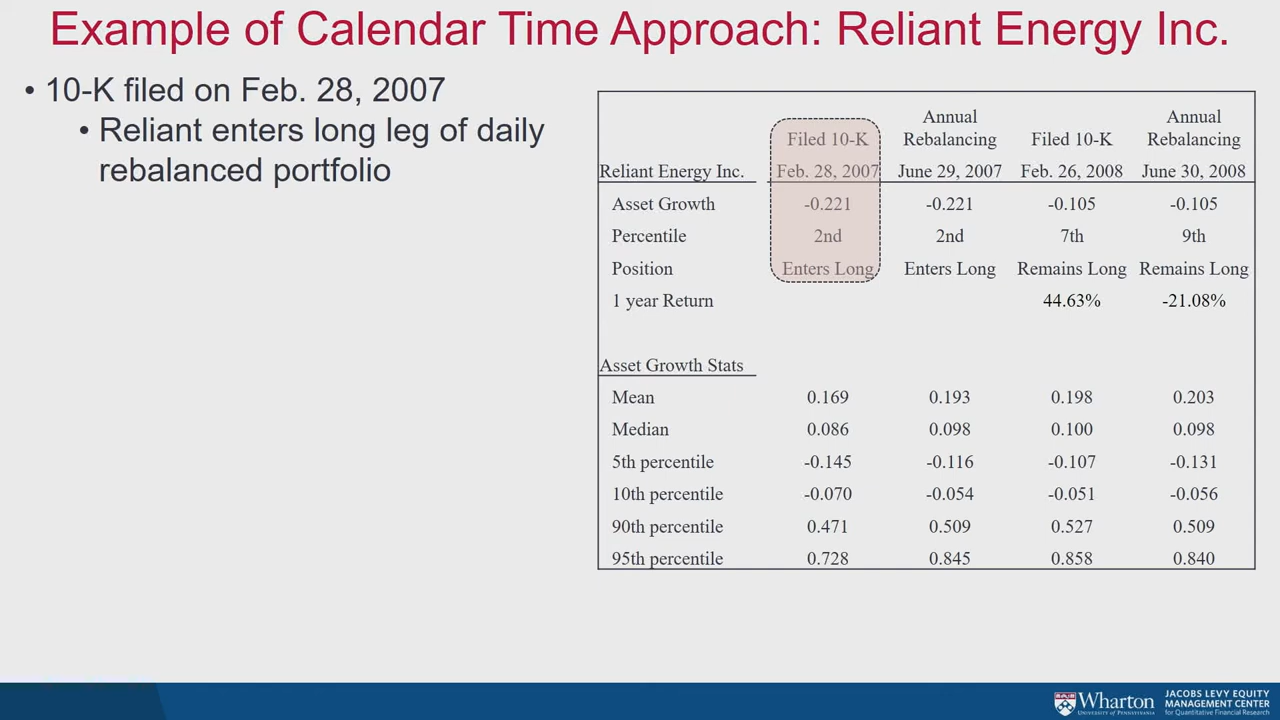 Example of Calendar Time Approach: Reliant Energy Inc.
• 10-K filed on Feb. 28, 2007
• Reliant enters long leg of daily
rebalanced portfolio
Annual Annual
Filed 10-K Rebalancing Filed 10-K Rebalancing
Reliant Energy Inc. Feb. 28, 2007 June 29, 2007 Feb. 26, 2008 June 30, 2008
Asset Growth -0.221 -0.221 -0.105 -0.105
Percentile 2nd 2nd 7th 9th
Position Enters Long Enters Long Remains Long Remains Long
1 year Return 44.63% -21.08%
Asset Growth Stats
Mean 0.169 0.193 0.198 0.203
Median 0.086 0.098 0.100 0.098
5th percentile -0.145 -0.116 -0.107 -0.131
10th percentile -0.070 -0.054 -0.051 -0.056
90th percentile 0.471 0.509 0.527 0.509
95th percentile 0.728 0.845 0.858 0.840
Wharton
UNIVERSITY of PENNSYLVANIA
JACOBS LEVY EQUITY
MANAGEMENT CENTER
for Quantitative Financial Research